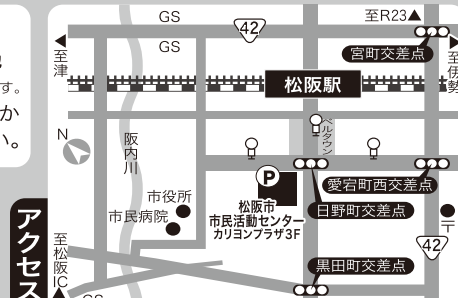 GS
42
至R23▲
GS
◀至津
宮町交差点
至伊勢
す。
か
い。
松阪駅
N
阪内川
ベルタウン
P
愛宕町西交差点
市役所
市民病院
松阪市
市民活動センター
カリヨンプラザ3F
日野町交差点
〒
アクセス
至松阪IC
42
黒田町交差点
GS